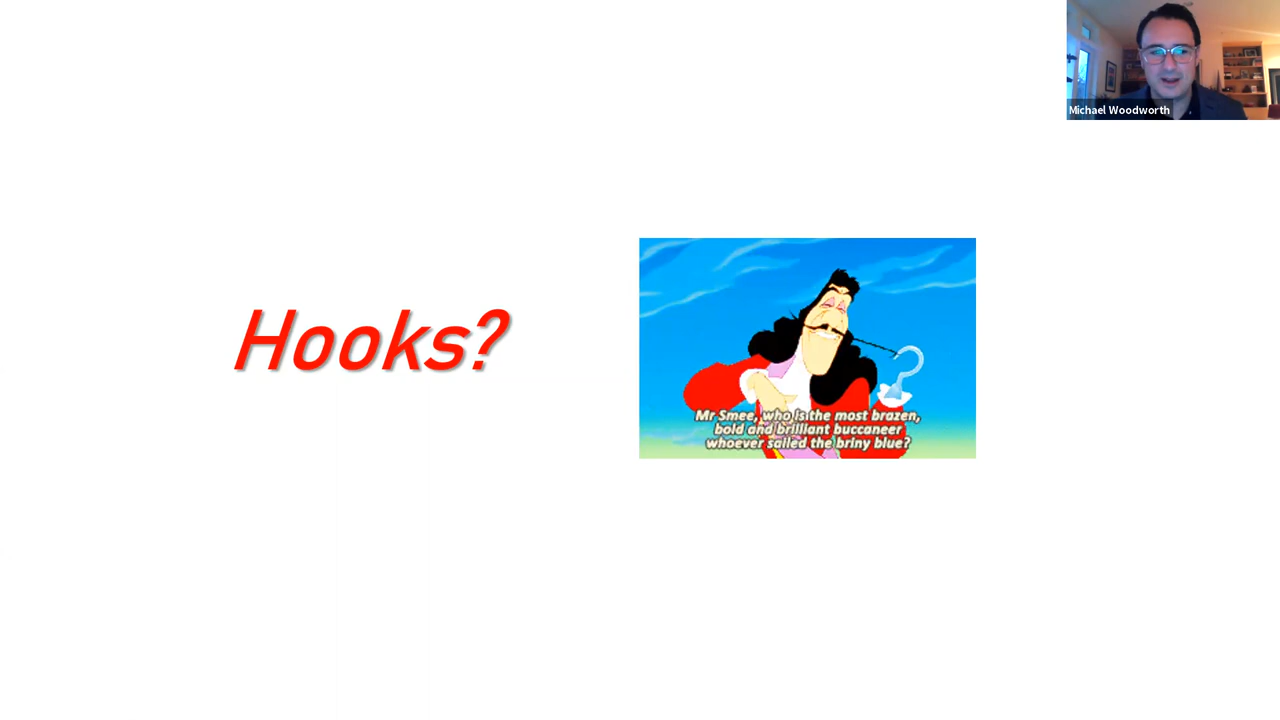 Michael Woodworth
Hooks?
Mr Smee, who is the most brazen,
bold and brilliant buccaneer
whoever sailed the briny blue?